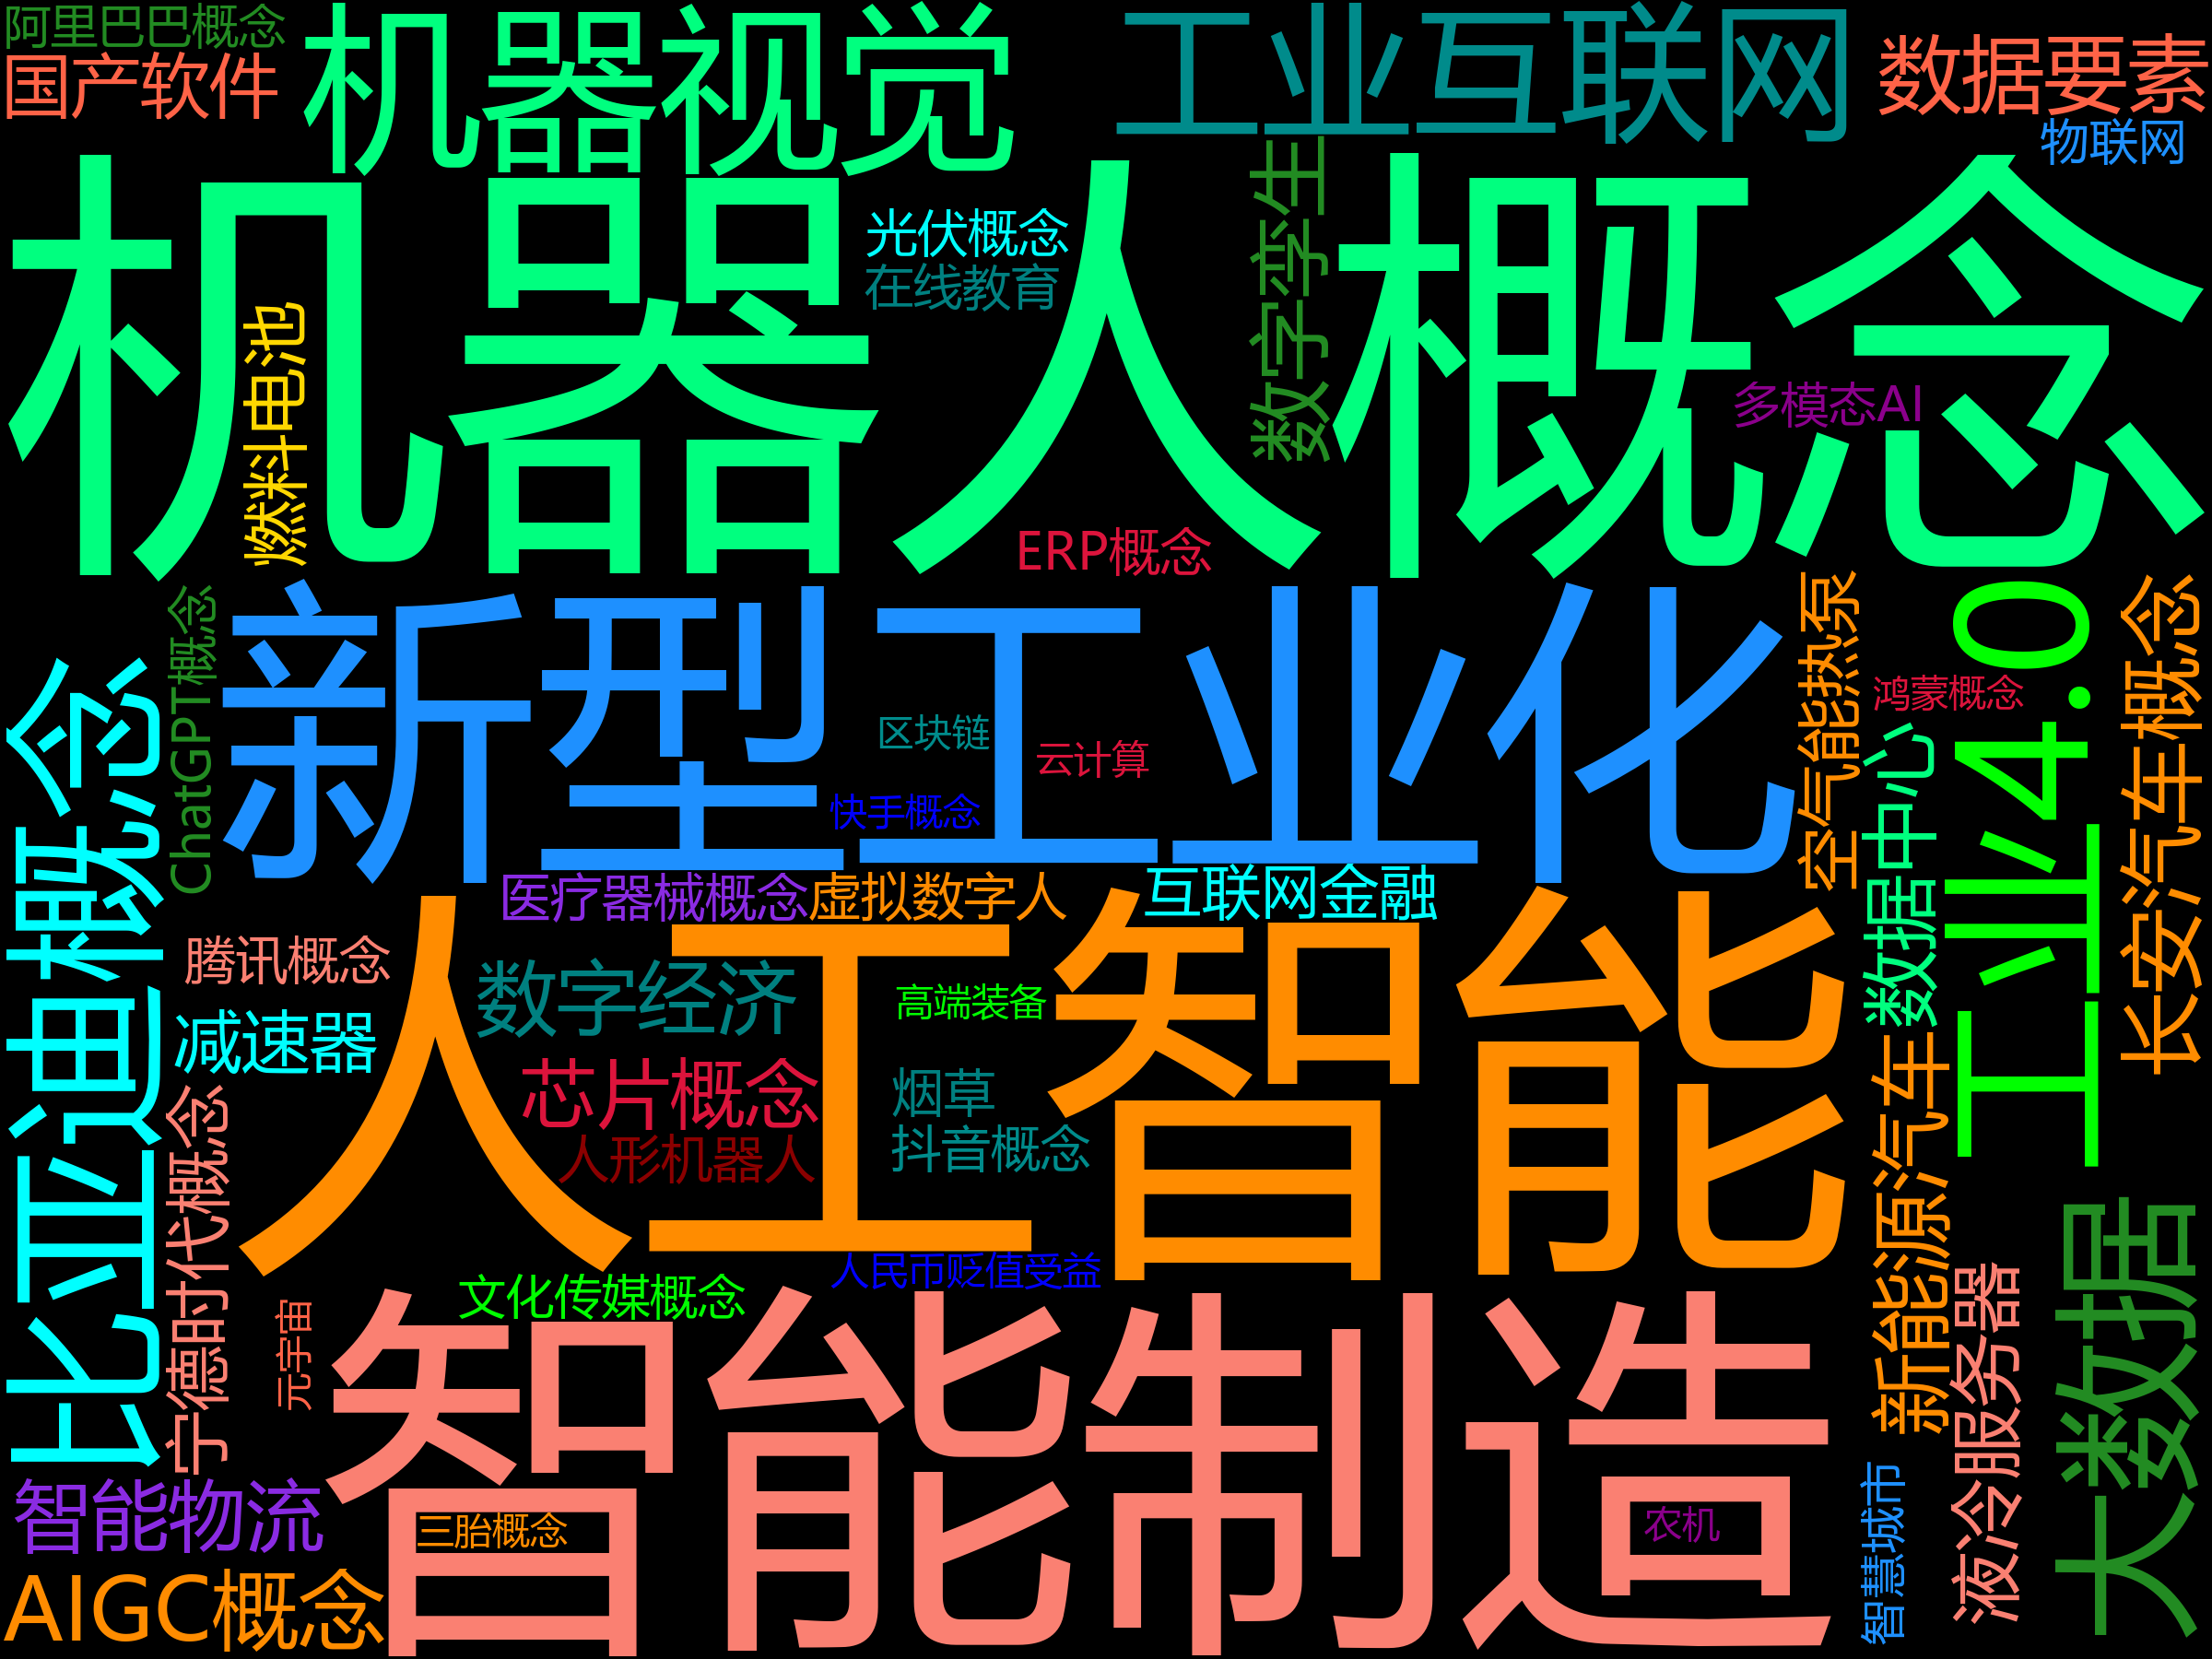 阿里巴巴概念
国产软件
机器视觉
工业互联网
数据要素
物联网
机器人概念
光伏概念
在线教育
数字孪生
燃料电池
多模态AI
ERP概念
ChatGPT概念
新型工业化
区块链
云计算
快手概念
空气能热泵
鸿蒙概念
工业4.0
长安汽车概念
比亚迪概念
医疗器械概念
虚拟数字人
互联网金融
数据中心
腾讯概念
减速器
人工智能
数字经济
高端装备
芯片概念
人形机器人
烟草
抖音概念
宁德时代概念
新能源汽车
大数据
人民币贬值受益
文化传媒概念
元宇宙
智能制造
液冷服务器
智慧城市
智能物流
三胎概念
农机
AIGC概念